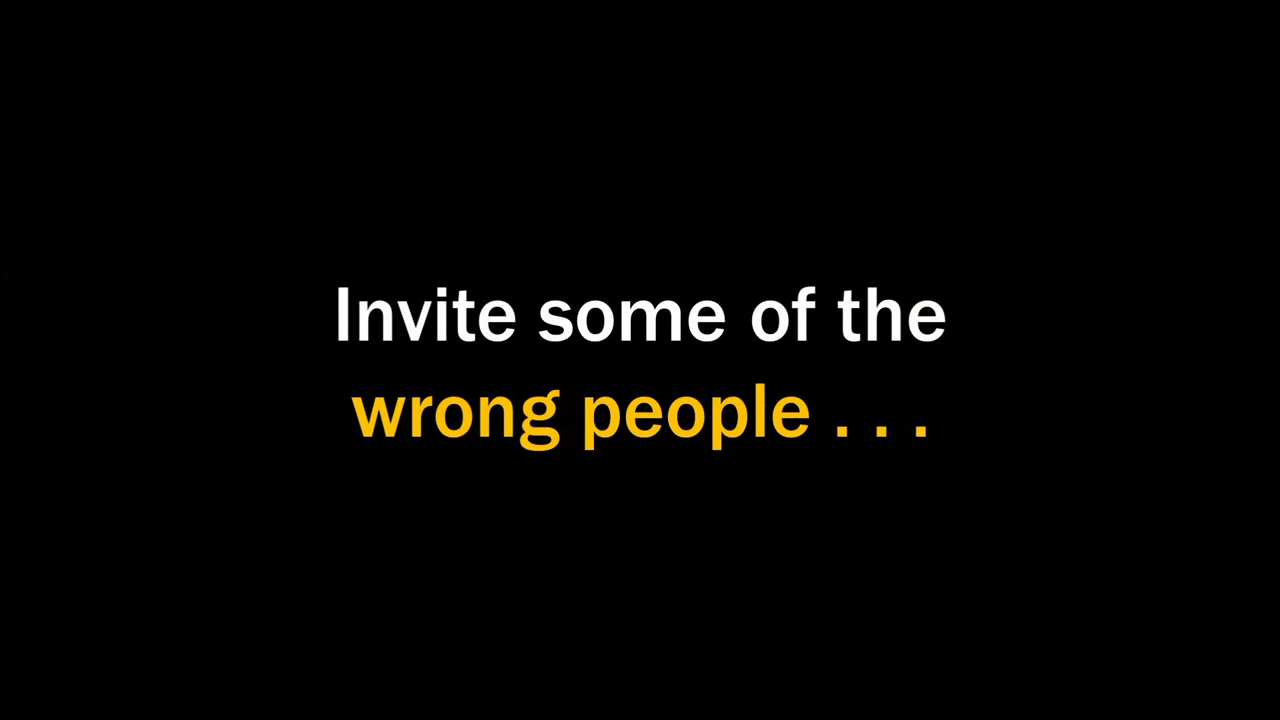 Invite some of the
wrong people . . .